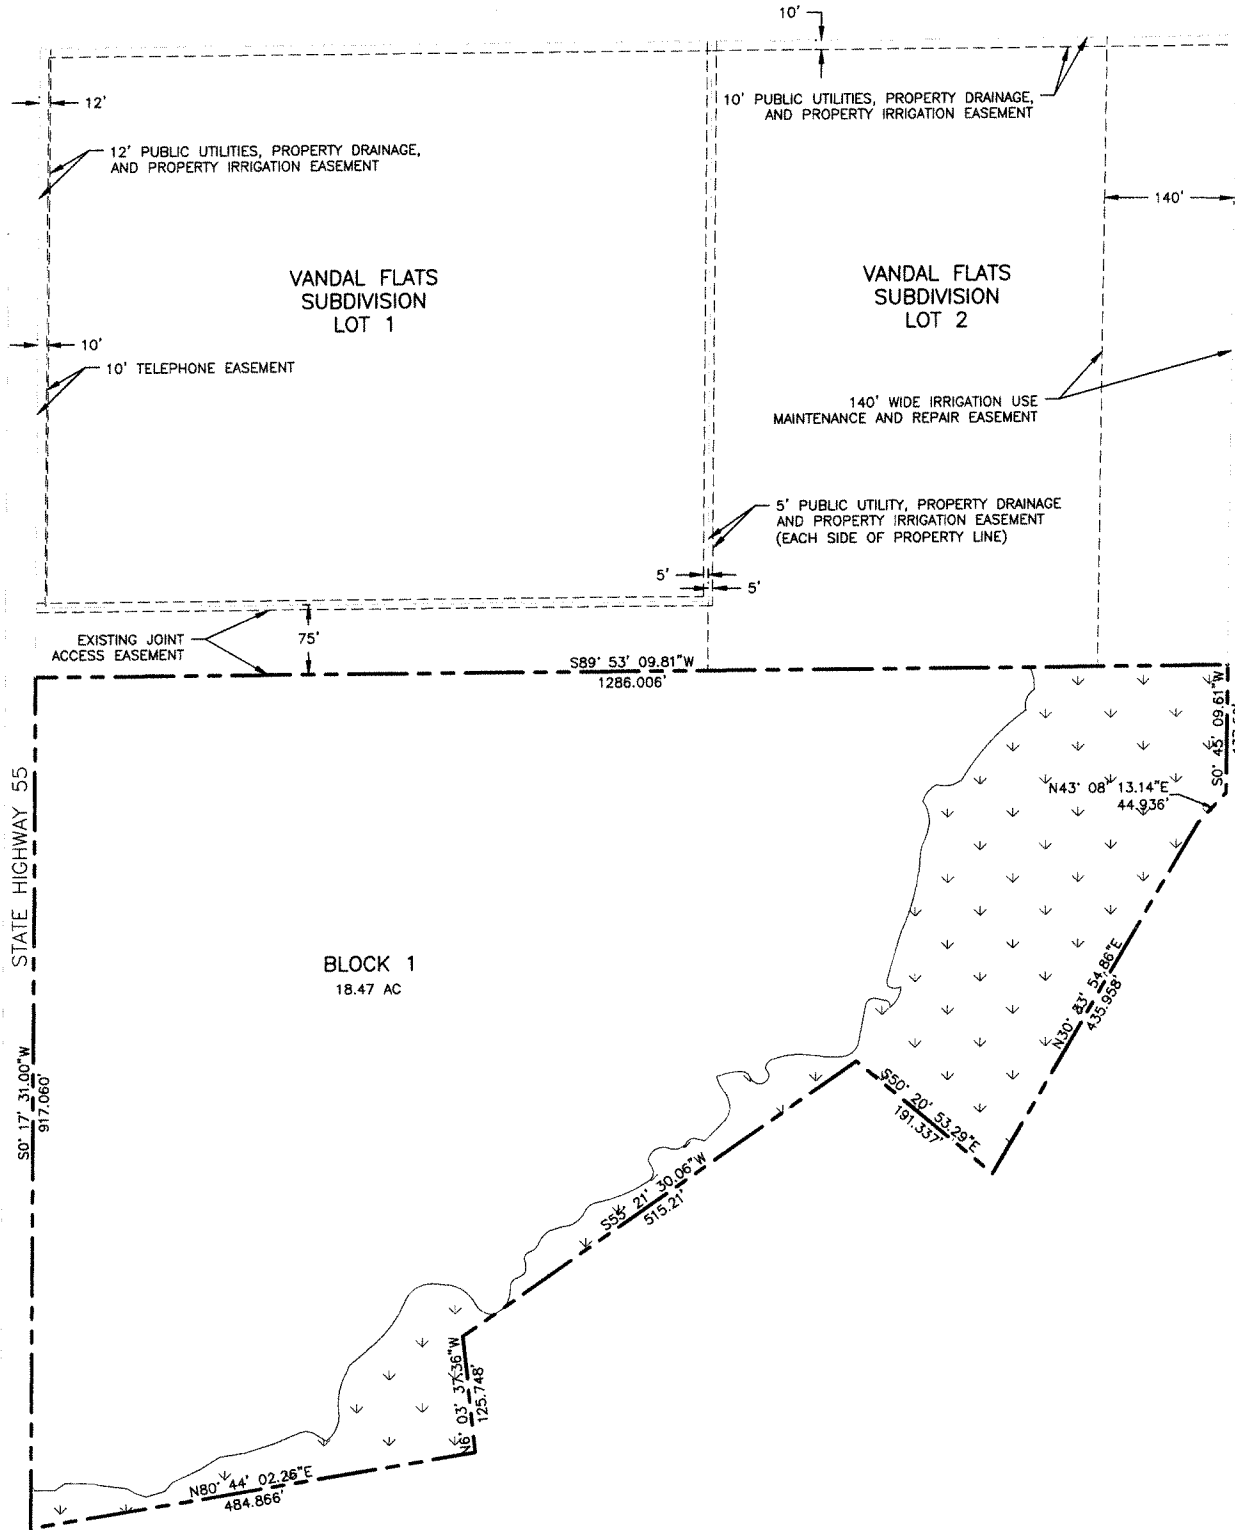 10'
12'
10' PUBLIC UTILITIES, PROPERTY DRAINAGE,
AND PROPERTY IRRIGATION EASEMENT
12' PUBLIC UTILITIES, PROPERTY DRAINAGE,
AND PROPERTY IRRIGATION EASEMENT
140'
VANDAL FLATS
SUBDIVISION
LOT 1
VANDAL FLATS
SUBDIVISION
LOT 2
10'
10' TELEPHONE EASEMENT
140' WIDE IRRIGATION USE
MAINTENANCE AND REPAIR EASEMENT
5' PUBLIC UTILITY, PROPERTY DRAINAGE
AND PROPERTY IRRIGATION EASEMENT
(EACH SIDE OF PROPERTY LINE)
5'
5'
EXISTING JOINT
ACCESS EASEMENT
75'
S89° 53' 09.81"W
1286.006'
S0° 45' 09.61"W
N43° 08' 13.14"E
44.936'
STATE HIGHWAY 55
BLOCK 1
18.47 AC
N30° 33' 54.86"E
435.958'
S0° 17' 31.00"W
917.060'
S50° 20' 53.29"E
191.337'
S55° 21' 30.06"W
515.21'
N6° 03' 37.36"W
125.748'
N80° 44' 02.26"E
484.866'